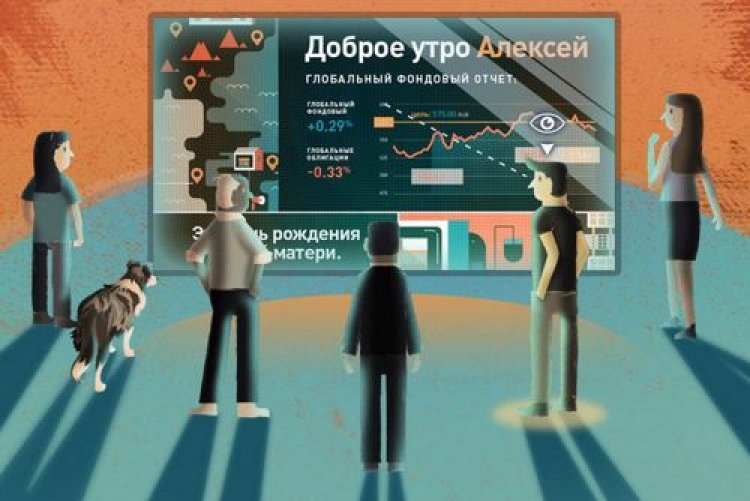 Доброе утро Алексей
ГЛОБАЛЬНЫЙ ФОНДОВЫЙ ОТЧЕТ:
ГЛОБАЛЬНЫЙ
ФОНДОВЫЙ
+0.29%
ГЛОБАЛЬНЫЕ
ОБЛИГАЦИИ
-0.33%
рождения
матери.